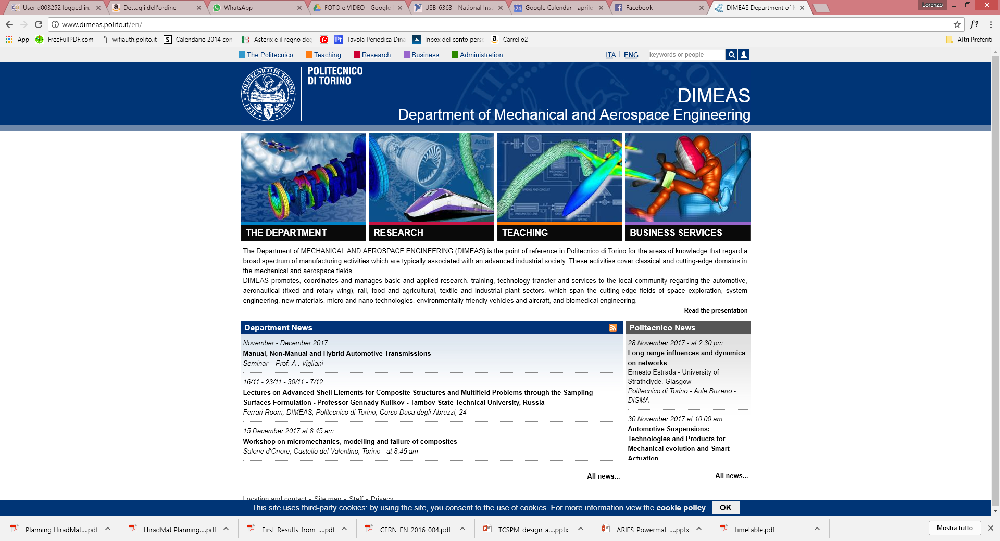 User d003252 logged in.
Dettagli dell'ordine
WhatsApp
FOTO e VIDEO - Google
USB-6363 - National Inst
Google Calendar - aprile
Facebook
DIMEAS Department of
Lorenzo
www.dimeas.polito.it/en/
f?
App
FreeFullPDF.com
wifiauth.polito.it
Calendario 2014 con
Asterix e il regno deg
Tavola Periodica Dina
Inbox del conto perso
Carrello2
Altri Preferiti
The Politecnico
Teaching
Research
Business
Administration
ITA | ENG
keywords or people
POLITECNICO DI TORINO
1859
1906
POLITECNICO
DI TORINO
DIMEAS
Department of Mechanical and Aerospace Engineering
THE DEPARTMENT
RESEARCH
TEACHING
BUSINESS SERVICES
The Department of MECHANICAL AND AEROSPACE ENGINEERING (DIMEAS) is the point of reference in Politecnico di Torino for the areas of knowledge that regard a
broad spectrum of manufacturing activities which are typically associated with an advanced industrial society. These activities cover classical and cutting-edge domains in
the mechanical and aerospace fields.
DIMEAS promotes, coordinates and manages basic and applied research, training, technology transfer and services to the local community regarding the automotive,
aeronautical (fixed and rotary wing), rail, food and agricultural, textile and industrial plant sectors, which span the cutting-edge fields of space exploration, system
engineering, new materials, micro and nano technologies, environmentally-friendly vehicles and aircraft, and biomedical engineering.
Read the presentation
Department News
November - December 2017
Manual, Non-Manual and Hybrid Automotive Transmissions
Seminar – Prof. A . Vigliani
16/11 - 23/11 - 30/11 - 7/12
Lectures on Advanced Shell Elements for Composite Structures and Multifield Problems through the Sampling
Surfaces Formulation - Professor Gennady Kulikov - Tambov State Technical University, Russia
Ferrari Room, DIMEAS, Politecnico di Torino, Corso Duca degli Abruzzi, 24
15 December 2017 at 8.45 am
Workshop on micromechanics, modelling and failure of composites
Salone d'Onore, Castello del Valentino, Torino - at 8.45 am
All news...
Politecnico News
28 November 2017 - at 2.30 pm
Long-range influences and dynamics
on networks
Ernesto Estrada - University of
Strathclyde, Glasgow
Politecnico di Torino - Aula Buzano -
DISMA
30 November 2017 at 10.00 am
Automotive Suspensions:
Technologies and Products for
Mechanical evolution and Smart
Actuation
All news...
Location and contact - Site map - Staff - Privacy
This site uses third-party cookies: by using the site, you consent to the use of cookies. For more information view the cookie policy.
OK
Planning HiradMat....pdf
HiradMat Planning....pdf
First_Results_from_....pdf
CERN-EN-2016-004.pdf
TCSPM_design_a....pptx
ARIES-Powermat-....pptx
timetable.pdf
Mostra tutto